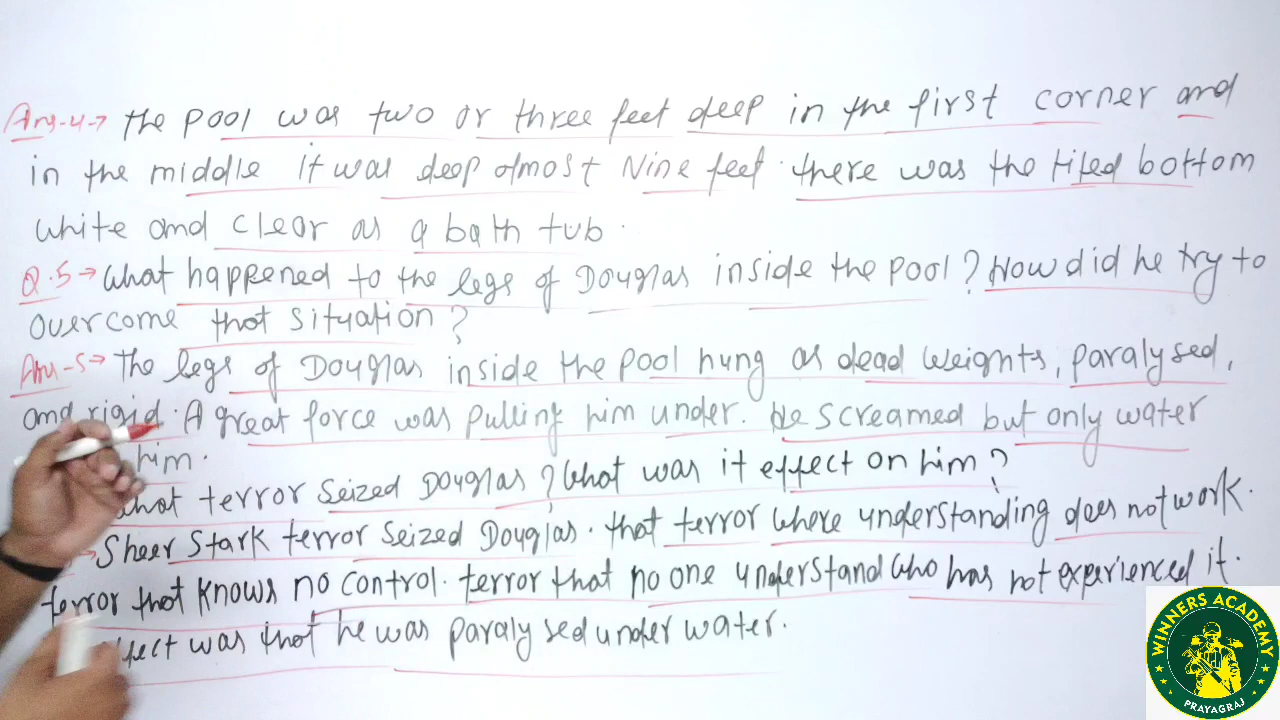 Ans-4→ The pool was two or three feet deep in the first corner and
in the middle it was deep almost Nine feet. there was the tiled bottom
white and clear as a bath tub.
Q.5→ What happened to the legs of Douglas inside the pool? How did he try to
overcome that situation?
Ans-5→ The legs of Douglas inside the pool hung as dead weights, paralysed,
and rigid. A great force was pulling him under. He screamed but only water
him.
What terror seized Douglas? What was it effect on him?
→ Sheer stark terror seized Douglas. that terror where understanding does not work.
terror that knows no control. terror that no one understand who has not experienced it.
effect was that he was paralysed under water.
WINNERS ACADEMY
PRAYAGRAJ